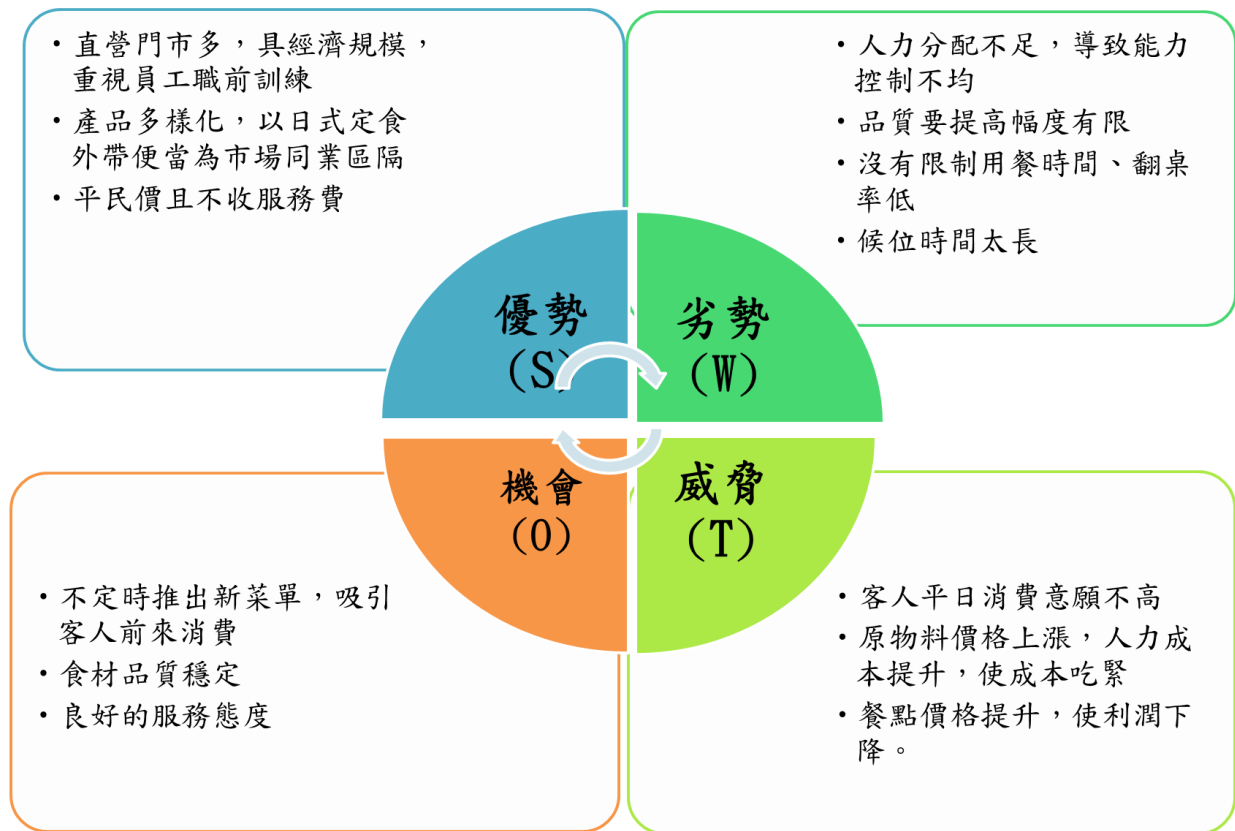 • 直營門市多，具經濟規模，
重視員工職前訓練
• 產品多樣化，以日式定食
外帶便當為市場同業區隔
• 平民價且不收服務費
• 人力分配不足，導致能力
控制不均
• 品質要提高幅度有限
• 沒有限制用餐時間、翻桌
率低
• 候位時間太長
優勢
(S)
劣勢
(W)
機會
(O)
威脅
(T)
• 不定時推出新菜單，吸引
客人前來消費
• 食材品質穩定
• 良好的服務態度
• 客人平日消費意願不高
• 原物料價格上漲，人力成
本提升，使成本吃緊
• 餐點價格提升，使利潤下
降。